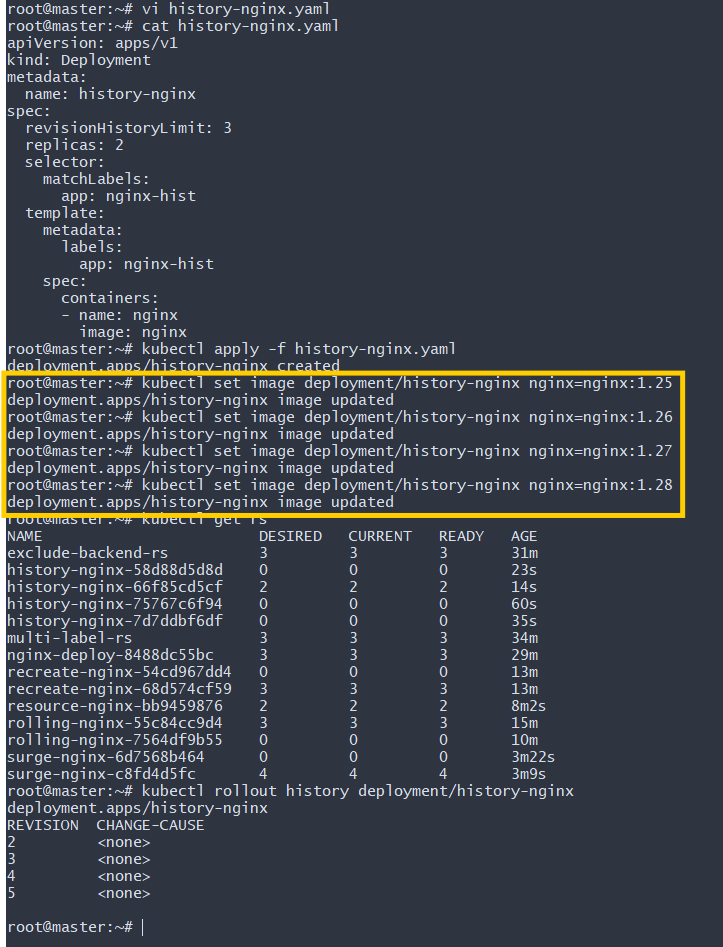 root@master:~# vi history-nginx.yaml
root@master:~# cat history-nginx.yaml
apiVersion: apps/v1
kind: Deployment
metadata:
  name: history-nginx
spec:
  revisionHistoryLimit: 3
  replicas: 2
  selector:
    matchLabels:
      app: nginx-hist
  template:
    metadata:
      labels:
        app: nginx-hist
    spec:
      containers:
      - name: nginx
        image: nginx
root@master:~# kubectl apply -f history-nginx.yaml
deployment.apps/history-nginx created
root@master:~# kubectl set image deployment/history-nginx nginx=nginx:1.25
deployment.apps/history-nginx image updated
root@master:~# kubectl set image deployment/history-nginx nginx=nginx:1.26
deployment.apps/history-nginx image updated
root@master:~# kubectl set image deployment/history-nginx nginx=nginx:1.27
deployment.apps/history-nginx image updated
root@master:~# kubectl set image deployment/history-nginx nginx=nginx:1.28
deployment.apps/history-nginx image updated
root@master:~# kubectl get rs
NAME                        DESIRED   CURRENT   READY   AGE
exclude-backend-rs          3         3         3       31m
history-nginx-58d88d5d8d    0         0         0       23s
history-nginx-66f85cd5cf    2         2         2       14s
history-nginx-75767c6f94    0         0         0       60s
history-nginx-7d7ddbf6df    0         0         0       35s
multi-label-rs              3         3         3       34m
nginx-deploy-8488dc55bc     3         3         3       29m
recreate-nginx-54cd967dd4   0         0         0       13m
recreate-nginx-68d574cf59   3         3         3       13m
resource-nginx-bb9459876    2         2         2       8m2s
rolling-nginx-55c84cc9d4    3         3         3       15m
rolling-nginx-7564df9b55    0         0         0       10m
surge-nginx-6d7568b464      0         0         0       3m22s
surge-nginx-c8fd4d5fc       4         4         4       3m9s
root@master:~# kubectl rollout history deployment/history-nginx
deployment.apps/history-nginx
REVISION  CHANGE-CAUSE
2         <none>
3         <none>
4         <none>
5         <none>
root@master:~#